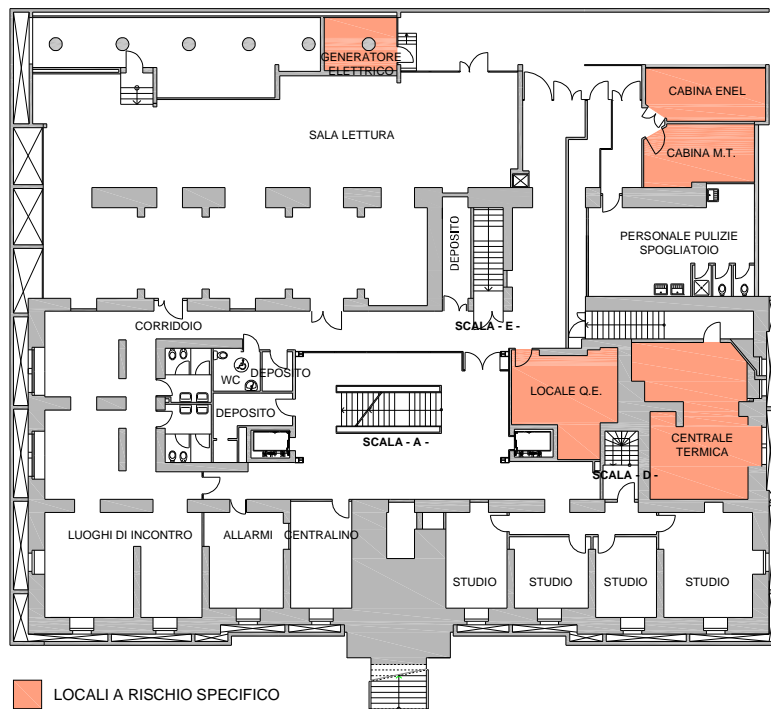 GENERATORE
ELETTRICO
CABINA ENEL
SALA LETTURA
CABINA M.T.
DEPOSITO
PERSONALE PULIZIE
SPOGLIATOIO
CORRIDOIO
SCALA - E -
WC
DEPOSITO
DEPOSITO
LOCALE Q.E.
SCALA - A -
CENTRALE
TERMICA
SCALA - D -
LUOGHI DI INCONTRO
ALLARMI
CENTRALINO
STUDIO
STUDIO
STUDIO
STUDIO
LOCALI A RISCHIO SPECIFICO